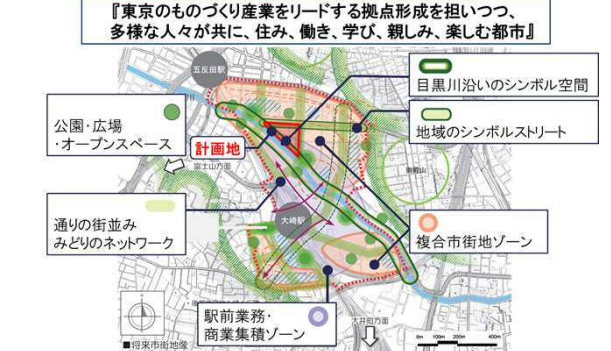 『東京のものづくり産業をリードする拠点形成を担いつつ、
多様な人々が共に、住み、働き、学び、親しみ、楽しむ都市』
五反田駅
目黒川沿いのシンボル空間
公園・広場
・オープンスペース
計画地
地域のシンボルストリート
富士山方面
御殿山
通りの街並み
みどりのネットワーク
大崎駅
複合市街地ゾーン
駅前業務・
商業集積ゾーン
大井町方面
■将来市街地像
0m 100m 200m 400m